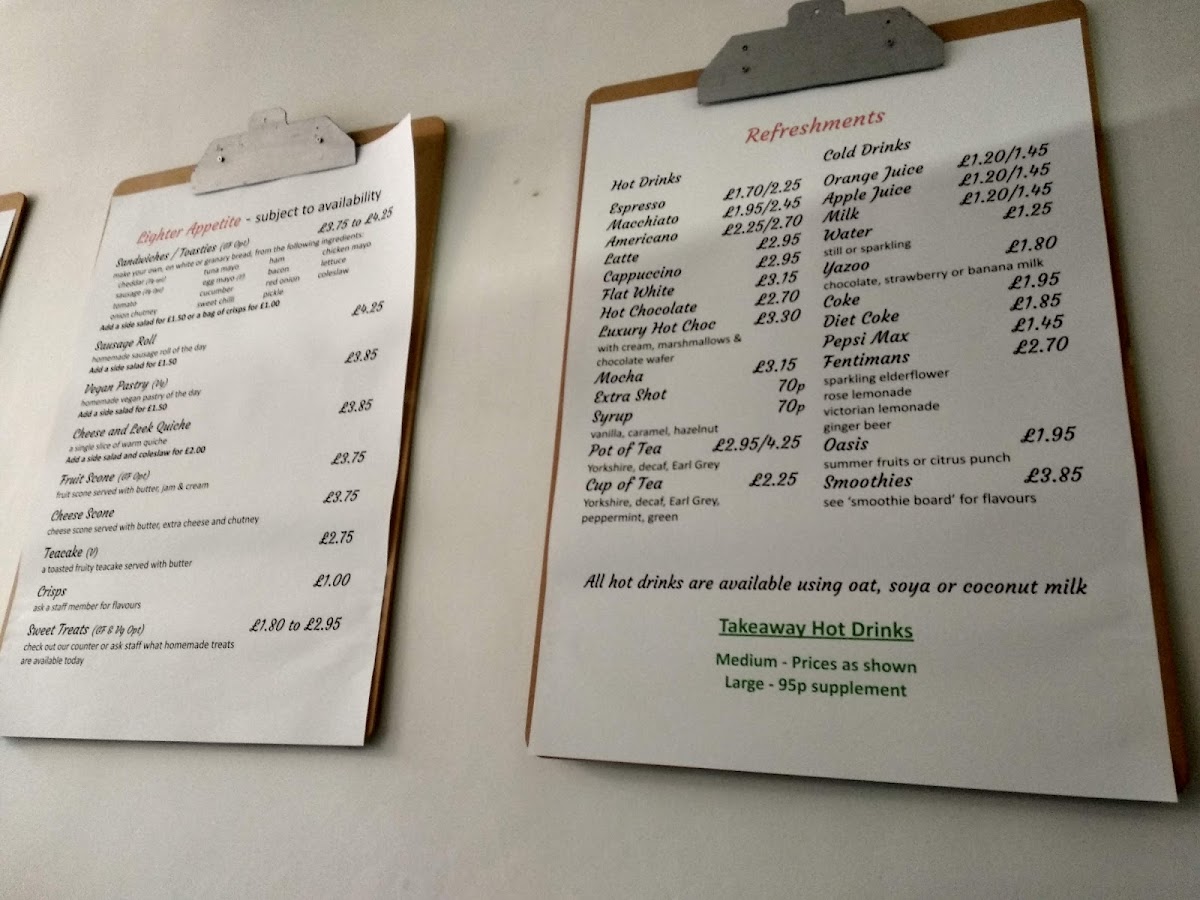 Lighter Appetite - subject to availability
Sandwiches / Toasties (GF Opt) £3.75 to £4.25
make your own, on white or granary bread, from the following ingredients:
cheddar (Vg opt) tuna mayo ham chicken mayo
sausage (Vg Opt) egg mayo (V) bacon lettuce
tomato cucumber red onion coleslaw
onion chutney sweet chilli pickle
Add a side salad for £1.50 or a bag of crisps for £1.00
Sausage Roll £4.25
homemade sausage roll of the day
Add a side salad for £1.50
Vegan Pastry (Vg) £3.85
homemade vegan pastry of the day
Add a side salad for £1.50
Cheese and Leek Quiche £3.85
a single slice of warm quiche
Add a side salad and coleslaw for £2.00
Fruit Scone (GF Opt) £3.75
fruit scone served with butter, jam & cream
Cheese Scone £3.75
cheese scone served with butter, extra cheese and chutney
Teacake (V) £2.75
a toasted fruity teacake served with butter
Crisps £1.00
ask a staff member for flavours
Sweet Treats (GF & Vg Opt) £1.80 to £2.95
check out our counter or ask staff what homemade treats
are available today
Refreshments
Hot Drinks
Espresso £1.70/2.25
Macchiato £1.95/2.45
Americano £2.25/2.70
Latte £2.95
Cappuccino £2.95
Flat White £3.15
Hot Chocolate £2.70
Luxury Hot Choc £3.30
with cream, marshmallows &
chocolate wafer
Mocha £3.15
Extra Shot 70p
Syrup 70p
vanilla, caramel, hazelnut
Pot of Tea £2.95/4.25
Yorkshire, decaf, Earl Grey
Cup of Tea £2.25
Yorkshire, decaf, Earl Grey,
peppermint, green
Cold Drinks
Orange Juice £1.20/1.45
Apple Juice £1.20/1.45
Milk £1.20/1.45
Water £1.25
still or sparkling
Yazoo £1.80
chocolate, strawberry or banana milk
Coke £1.95
Diet Coke £1.85
Pepsi Max £1.45
Fentimans £2.70
sparkling elderflower
rose lemonade
victorian lemonade
ginger beer
Oasis £1.95
summer fruits or citrus punch
Smoothies £3.85
see 'smoothie board' for flavours
All hot drinks are available using oat, soya or coconut milk
Takeaway Hot Drinks
Medium - Prices as shown
Large - 95p supplement